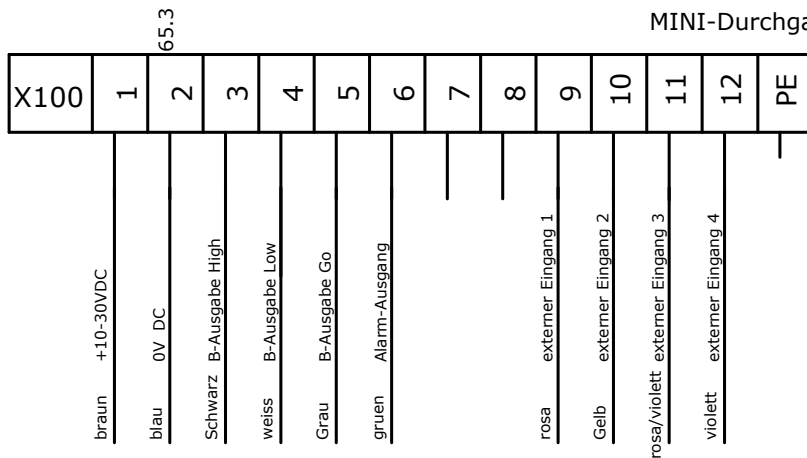 MINI-Durchga
65.3
X100 1 2 3 4 5 6 7 8 9 10 11 12 PE
braun +10-30VDC
blau 0V DC
Schwarz B-Ausgabe High
weiss B-Ausgabe Low
Grau B-Ausgabe Go
gruen Alarm-Ausgang
rosa externer Eingang 1
Gelb externer Eingang 2
rosa/violett externer Eingang 3
violett externer Eingang 4